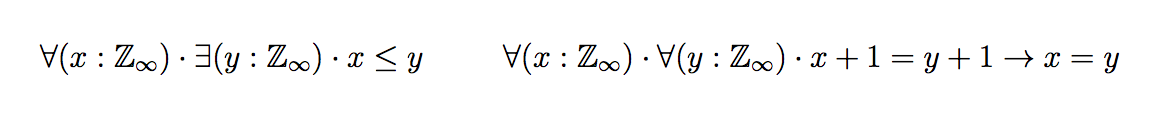 ∀(x : ℤ∞) · ∃(y : ℤ∞) · x ≤ y ∀(x : ℤ∞) · ∀(y : ℤ∞) · x + 1 = y + 1 → x = y